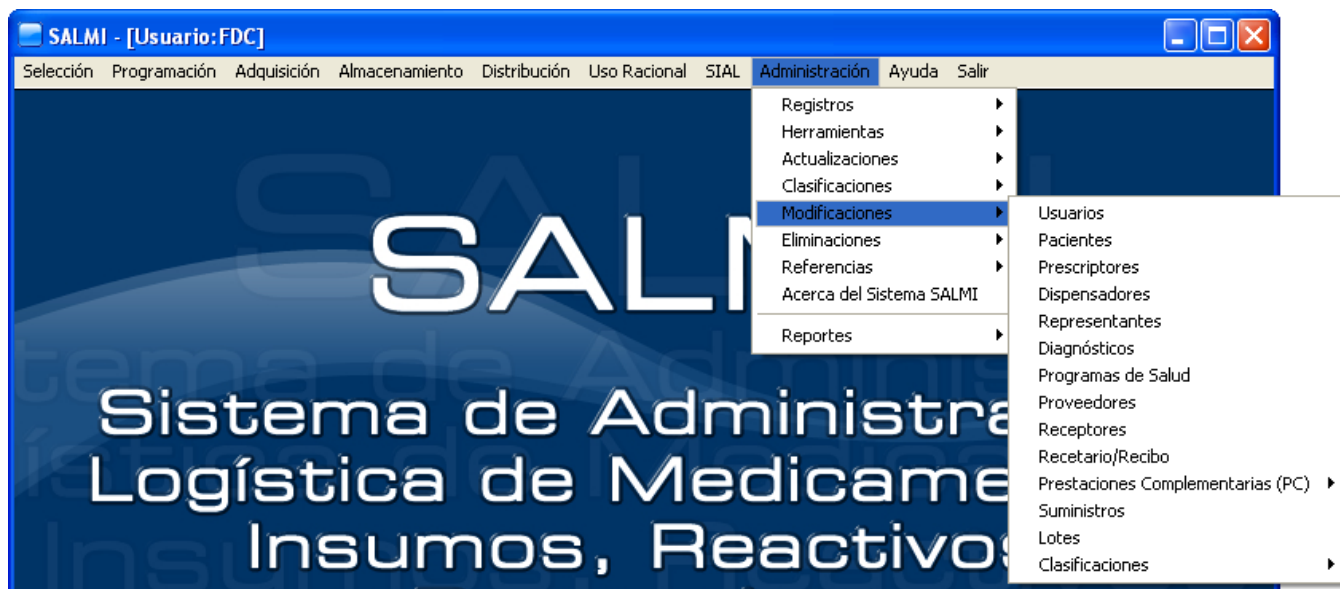 SALMI - [Usuario:FDC]
Selección Programación Adquisición Almacenamiento Distribución Uso Racional SIAL Administración Ayuda Salir
Registros
Herramientas
Actualizaciones
Clasificaciones
Modificaciones
Eliminaciones
Referencias
Acerca del Sistema SALMI
Reportes
Usuarios
Pacientes
Prescriptores
Dispensadores
Representantes
Diagnósticos
Programas de Salud
Proveedores
Receptores
Recetario/Recibo
Prestaciones Complementarias (PC)
Suministros
Lotes
Clasificaciones
SAL
Sistema de Administra
Logística de Medicame
Insumos, Reactivos